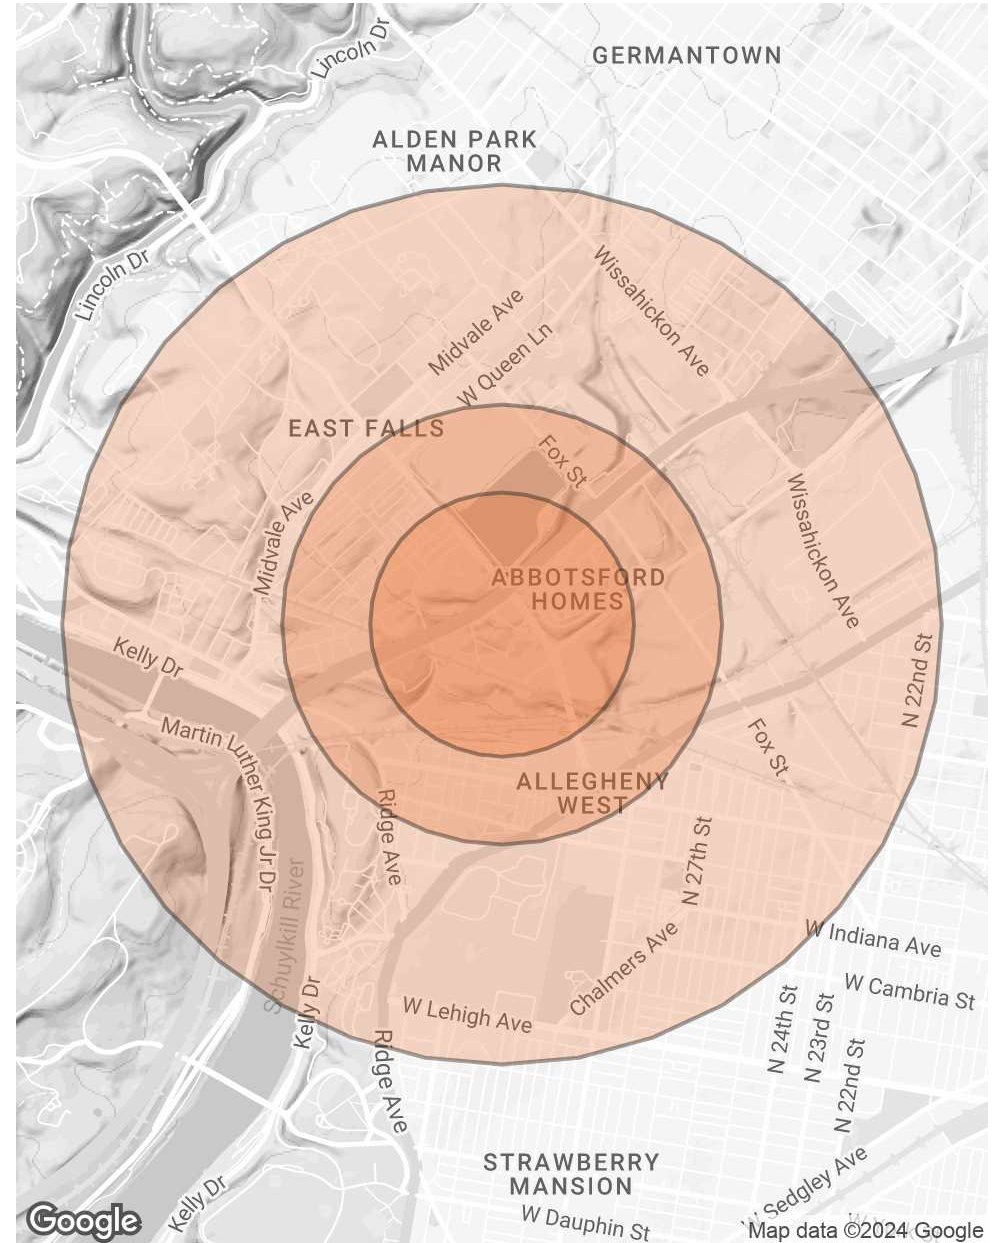 Lincoln Dr
GERMANTOWN
ALDEN PARK
MANOR
Lincoln Dr
Wissahickon Ave
Midvale Ave
W Queen Ln
EAST FALLS
Fox St
Midvale Ave
Wissahickon Ave
ABBOTSFORD
HOMES
Kelly Dr
N 22nd St
Martin Luther King Jr Dr
Fox St
ALLEGHENY
WEST
Ridge Ave
N 27th St
Schuylkill River
W Indiana Ave
Chalmers Ave
W Cambria St
Kelly Dr
W Lehigh Ave
N 24th St
N 23rd St
Ridge Ave
N 22nd St
STRAWBERRY
MANSION
W Sedgley Ave
Kelly Dr
W Dauphin St
Google
Map data ©2024 Google